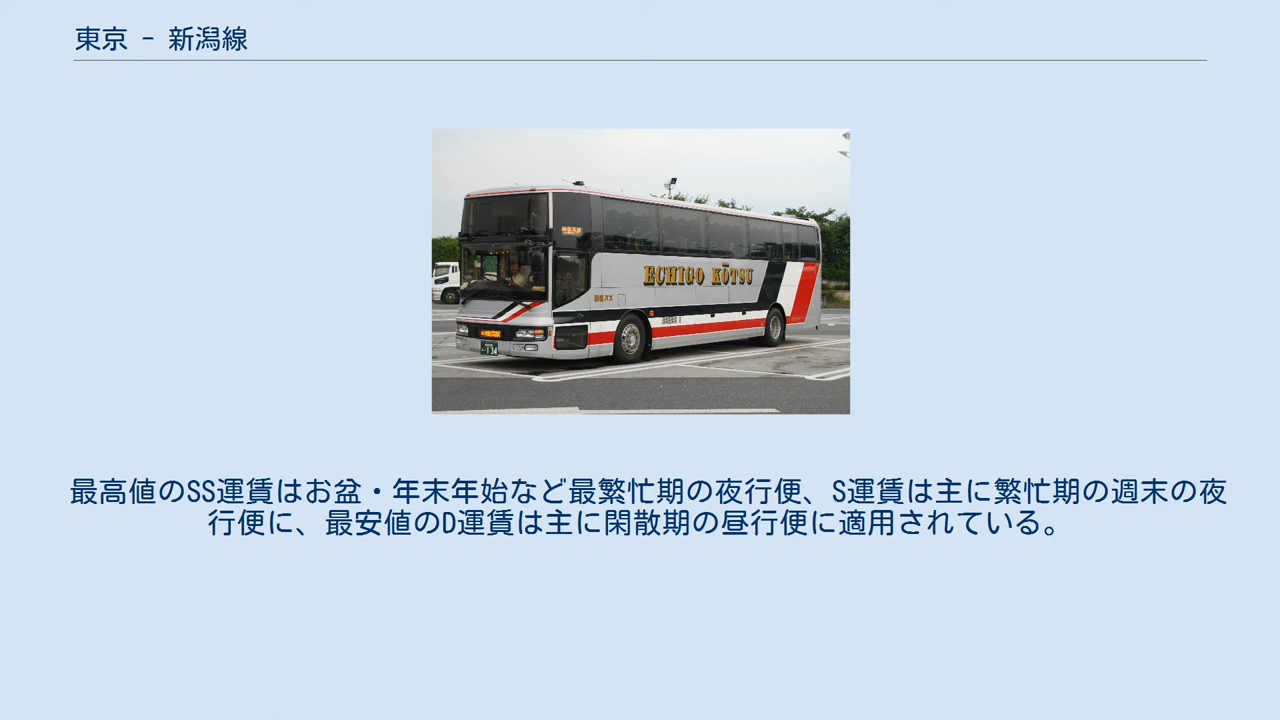 東京 - 新潟線
ECHIGO KŌTSU
134
最高値のSS運賃はお盆・年末年始など最繁忙期の夜行便、S運賃は主に繁忙期の週末の夜
行便に、最安値のD運賃は主に閑散期の昼行便に適用されている。